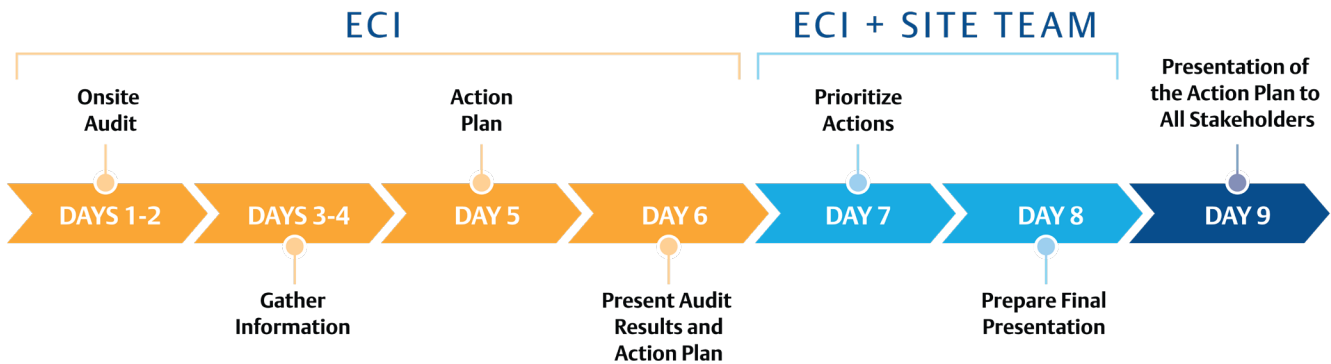 ECI
ECI + SITE TEAM
Onsite
Audit
Action
Plan
Prioritize
Actions
Presentation of
the Action Plan to
All Stakeholders
DAYS 1-2
DAYS 3-4
DAY 5
DAY 6
DAY 7
DAY 8
DAY 9
Gather
Information
Present Audit
Results and
Action Plan
Prepare Final
Presentation